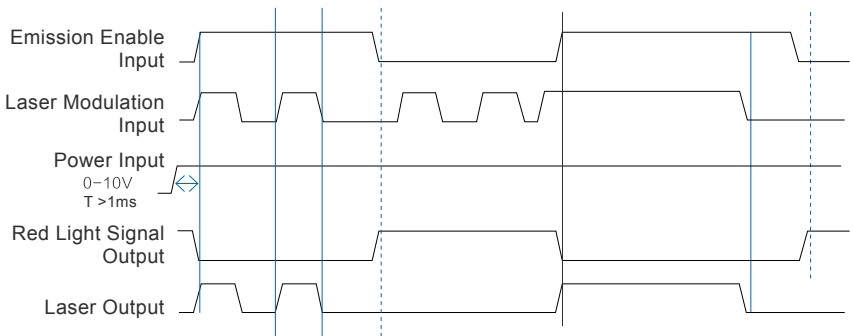 Emission Enable
Input
Laser Modulation
Input
Power Input
0-10V
T >1ms
Red Light Signal
Output
Laser Output